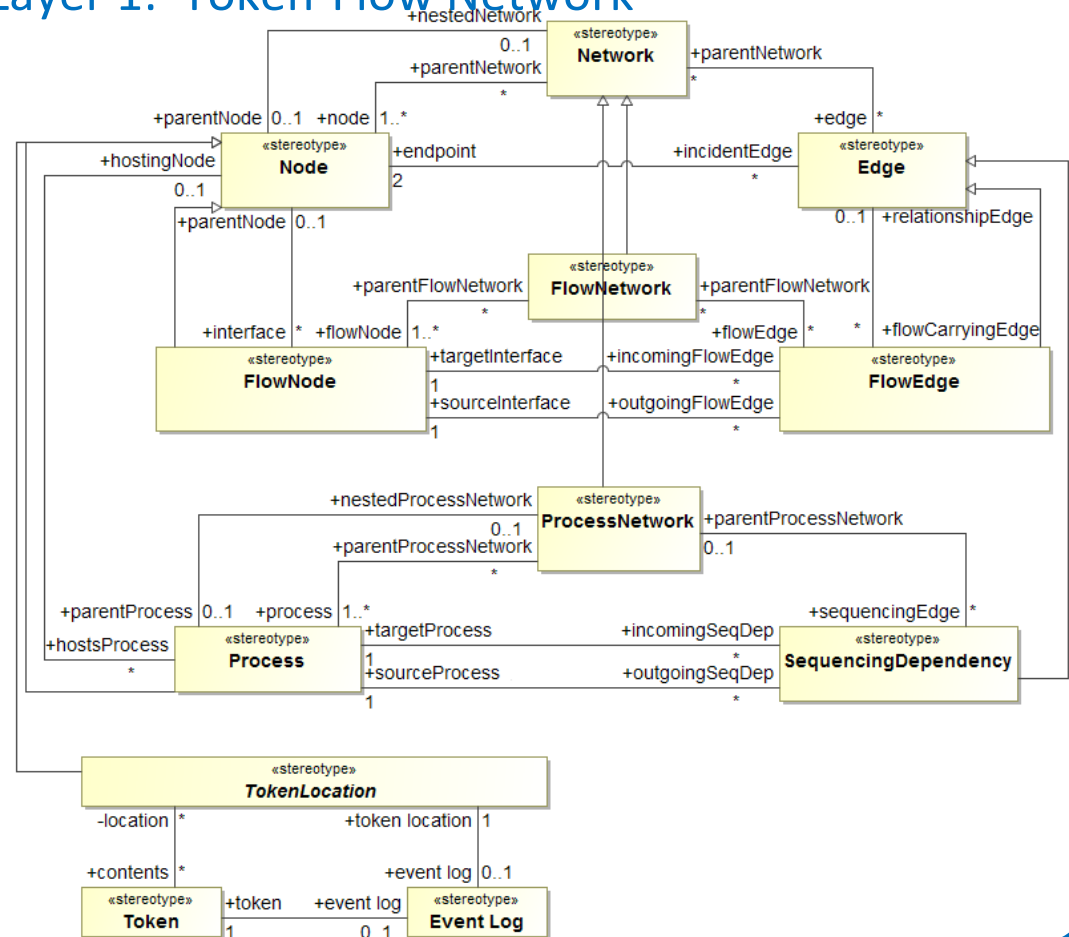 Layer 1: Token Flow Network
+nestedNetwork
0..1
«stereotype»
Network
+parentNetwork
*
+parentNetwork
*
+parentNode 0..1
+node 1..*
+edge *
«stereotype»
Node
+hostingNode
0..1
+endpoint
2
+incidentEdge
*
«stereotype»
Edge
+parentNode 0..1
0..1 +relationshipEdge
«stereotype»
FlowNetwork
+parentFlowNetwork
*
+parentFlowNetwork
*
+interface *
+flowNode 1..*
+flowEdge *
* +flowCarryingEdge
«stereotype»
FlowNode
+targetInterface
1
+incomingFlowEdge
*
+sourceInterface
1
+outgoingFlowEdge
*
«stereotype»
FlowEdge
+nestedProcessNetwork
0..1
«stereotype»
ProcessNetwork
+parentProcessNetwork
0..1
+parentProcessNetwork
*
+parentProcess 0..1
+process 1..*
+sequencingEdge *
+hostsProcess
*
«stereotype»
Process
+targetProcess
1
+incomingSeqDep
*
+sourceProcess
1
+outgoingSeqDep
*
«stereotype»
SequencingDependency
«stereotype»
TokenLocation
-location *
+token location 1
+contents *
+event log 0..1
«stereotype»
Token
+token
1
+event log
0..1
«stereotype»
Event Log